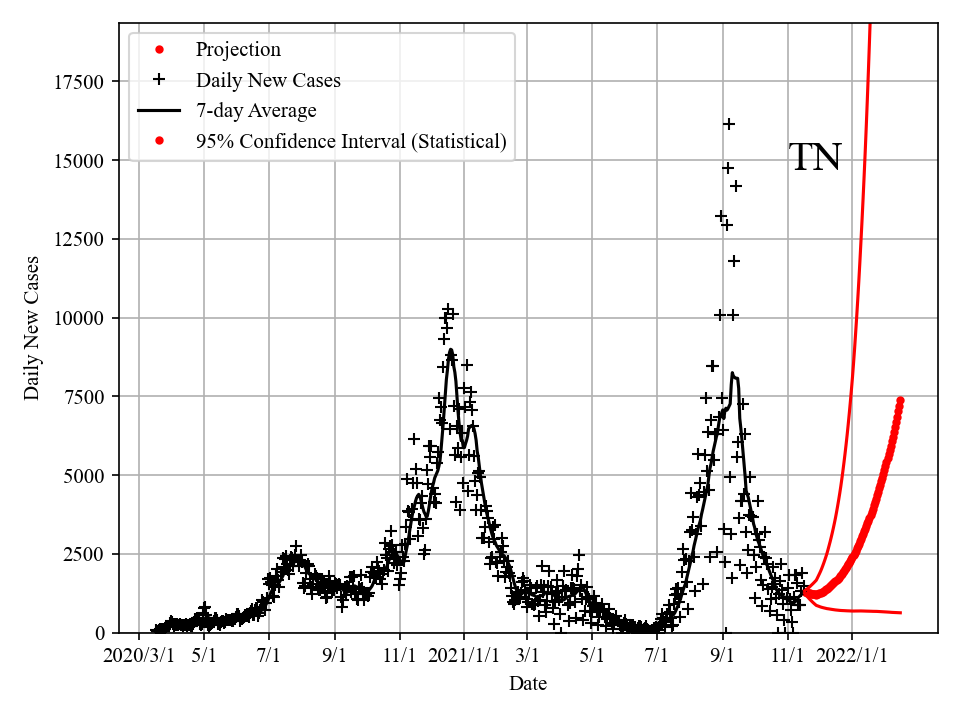 Projection
Daily New Cases
7-day Average
95% Confidence Interval (Statistical)
TN
17500
15000
12500
10000
7500
5000
2500
0
Daily New Cases
2020/3/1 5/1 7/1 9/1 11/1 2021/1/1 3/1 5/1 7/1 9/1 11/1 2022/1/1
Date